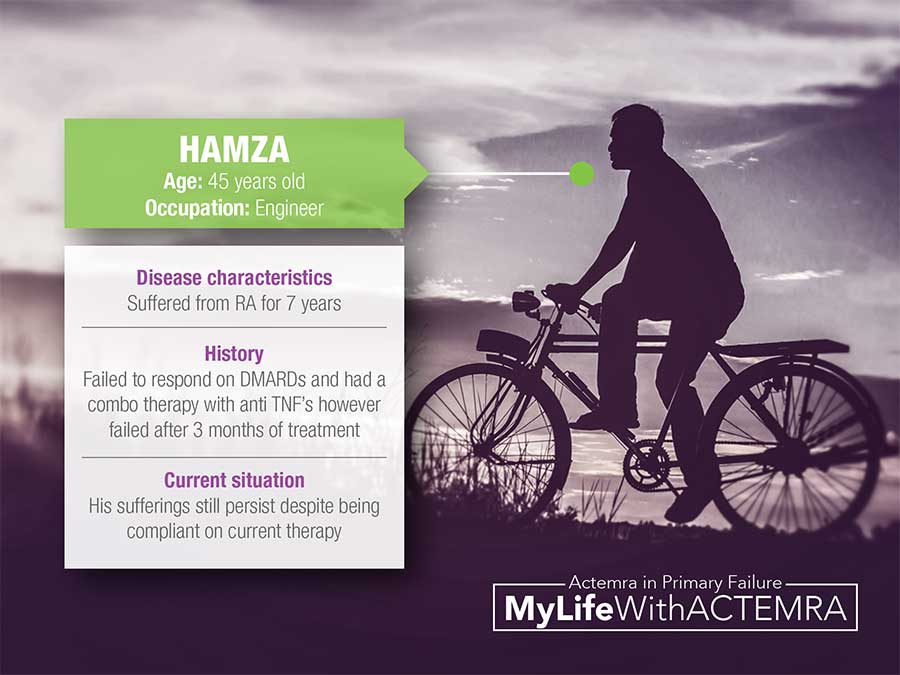 HAMZA
Age: 45 years old
Occupation: Engineer
Disease characteristics
Suffered from RA for 7 years
History
Failed to respond on DMARDs and had a
combo therapy with anti TNF's however
failed after 3 months of treatment
Current situation
His sufferings still persist despite being
compliant on current therapy
Actemra in Primary Failure
MyLifeWithACTEMRA